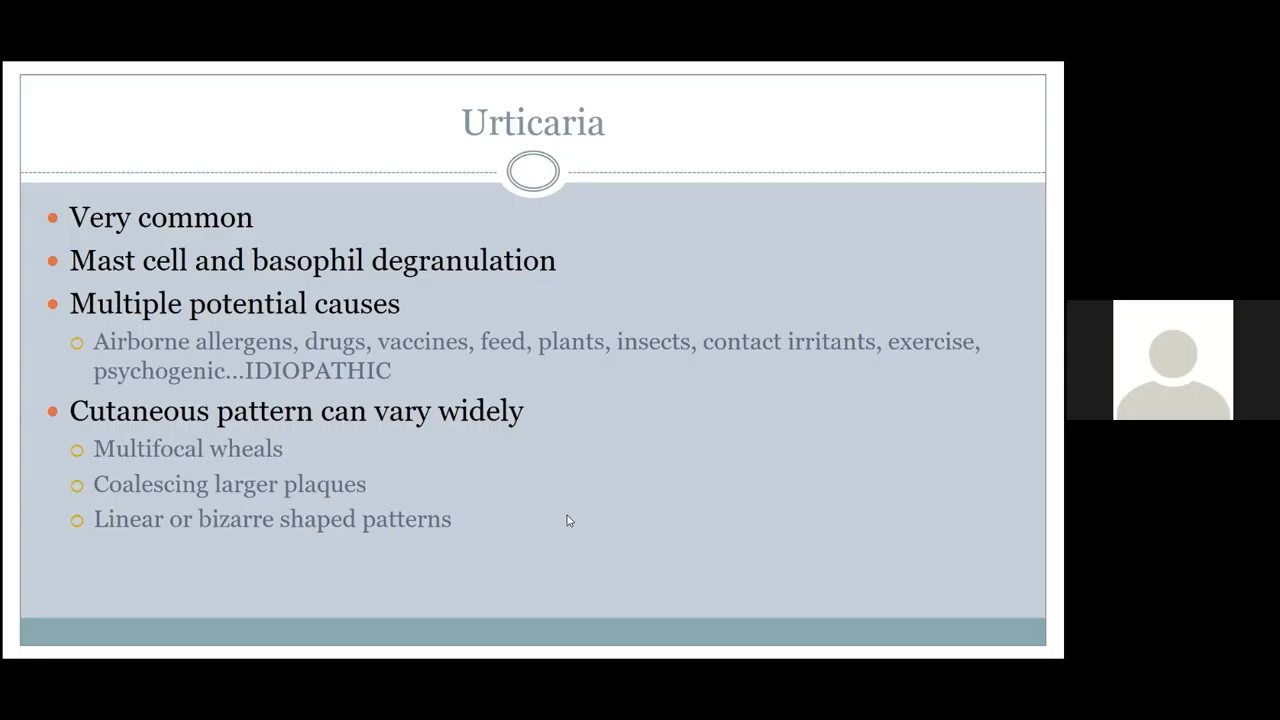 Urticaria
Very common
Mast cell and basophil degranulation
Multiple potential causes
Airborne allergens, drugs, vaccines, feed, plants, insects, contact irritants, exercise,
psychogenic...IDIOPATHIC
Cutaneous pattern can vary widely
Multifocal wheals
Coalescing larger plaques
Linear or bizarre shaped patterns